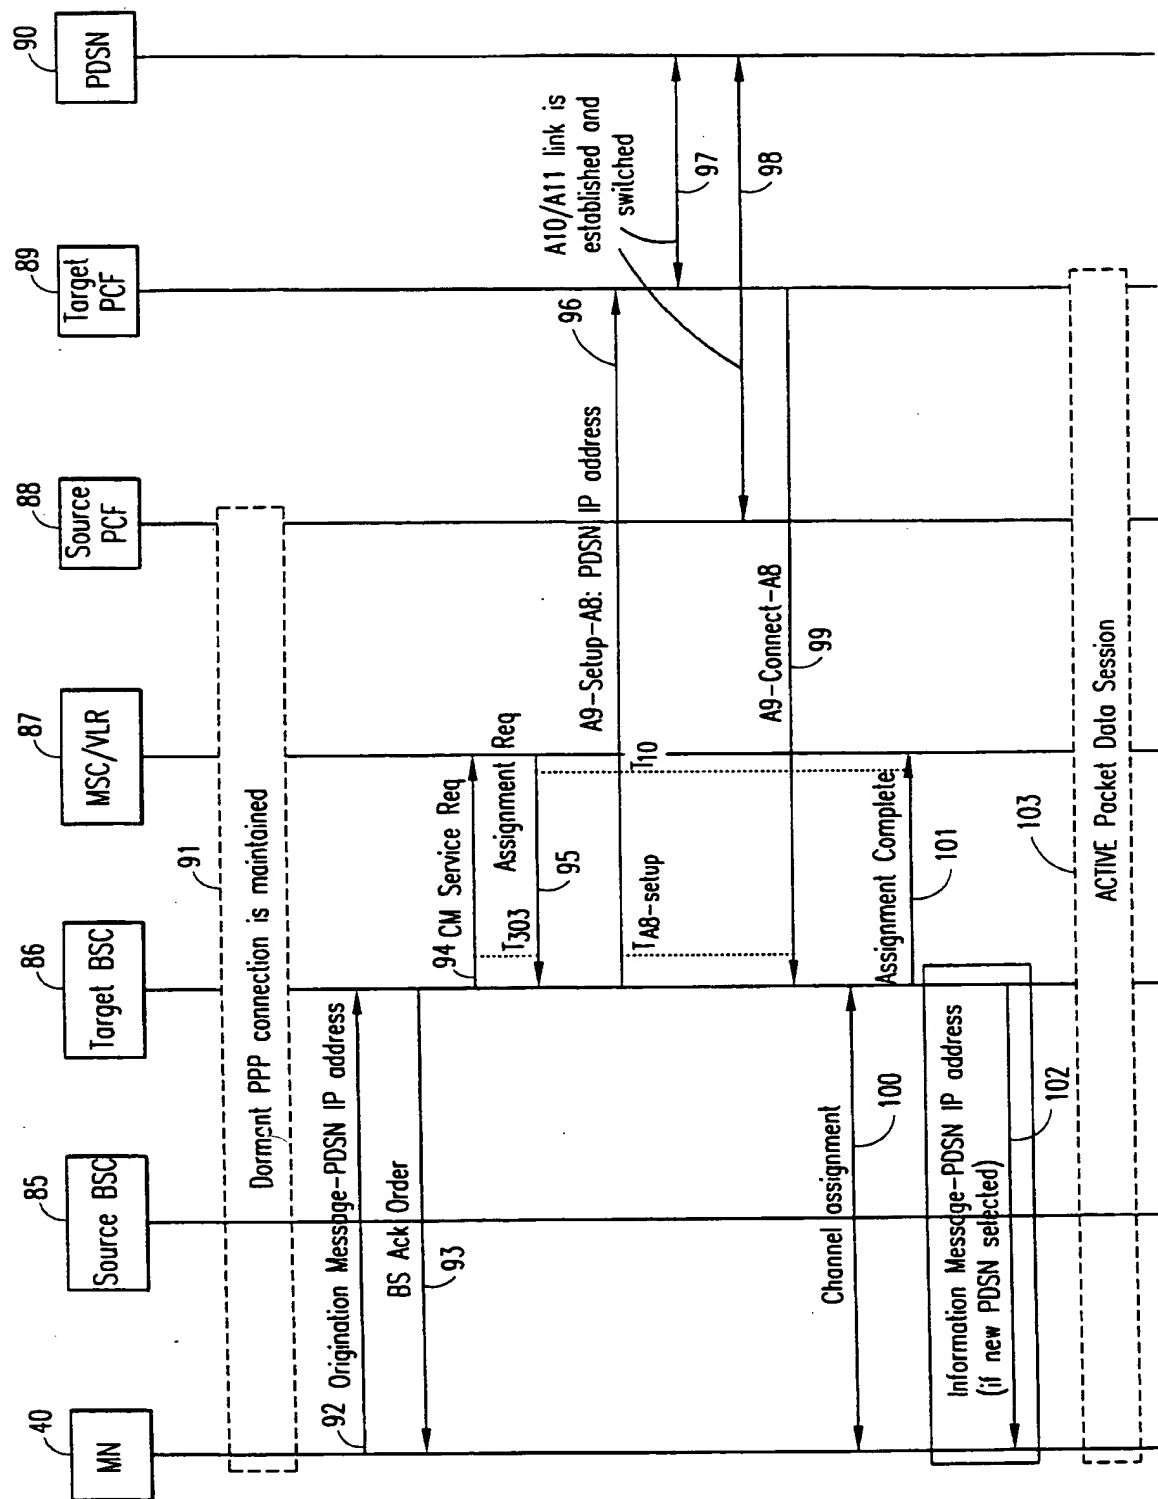 40
MN
85
Source BSC
86
Target BSC
87
MSC/VLR
88
Source
PCF
89
Target
PCF
90
PDSN
Dormant PPP connection is maintained
91
92 Origination Message-PDSN IP address
BS Ack Order
93
94 CM Service Req
T303
Assignment Req
95
A9-Setup-A8: PDSN IP address
96
TA8-setup
T10
A10/A11 link is
established and
switched
97
98
A9-Connect-A8
99
Channel assignment
100
Assignment Complete
101
Information Message-PDSN IP address
(if new PDSN selected)
102
ACTIVE Packet Data Session
103